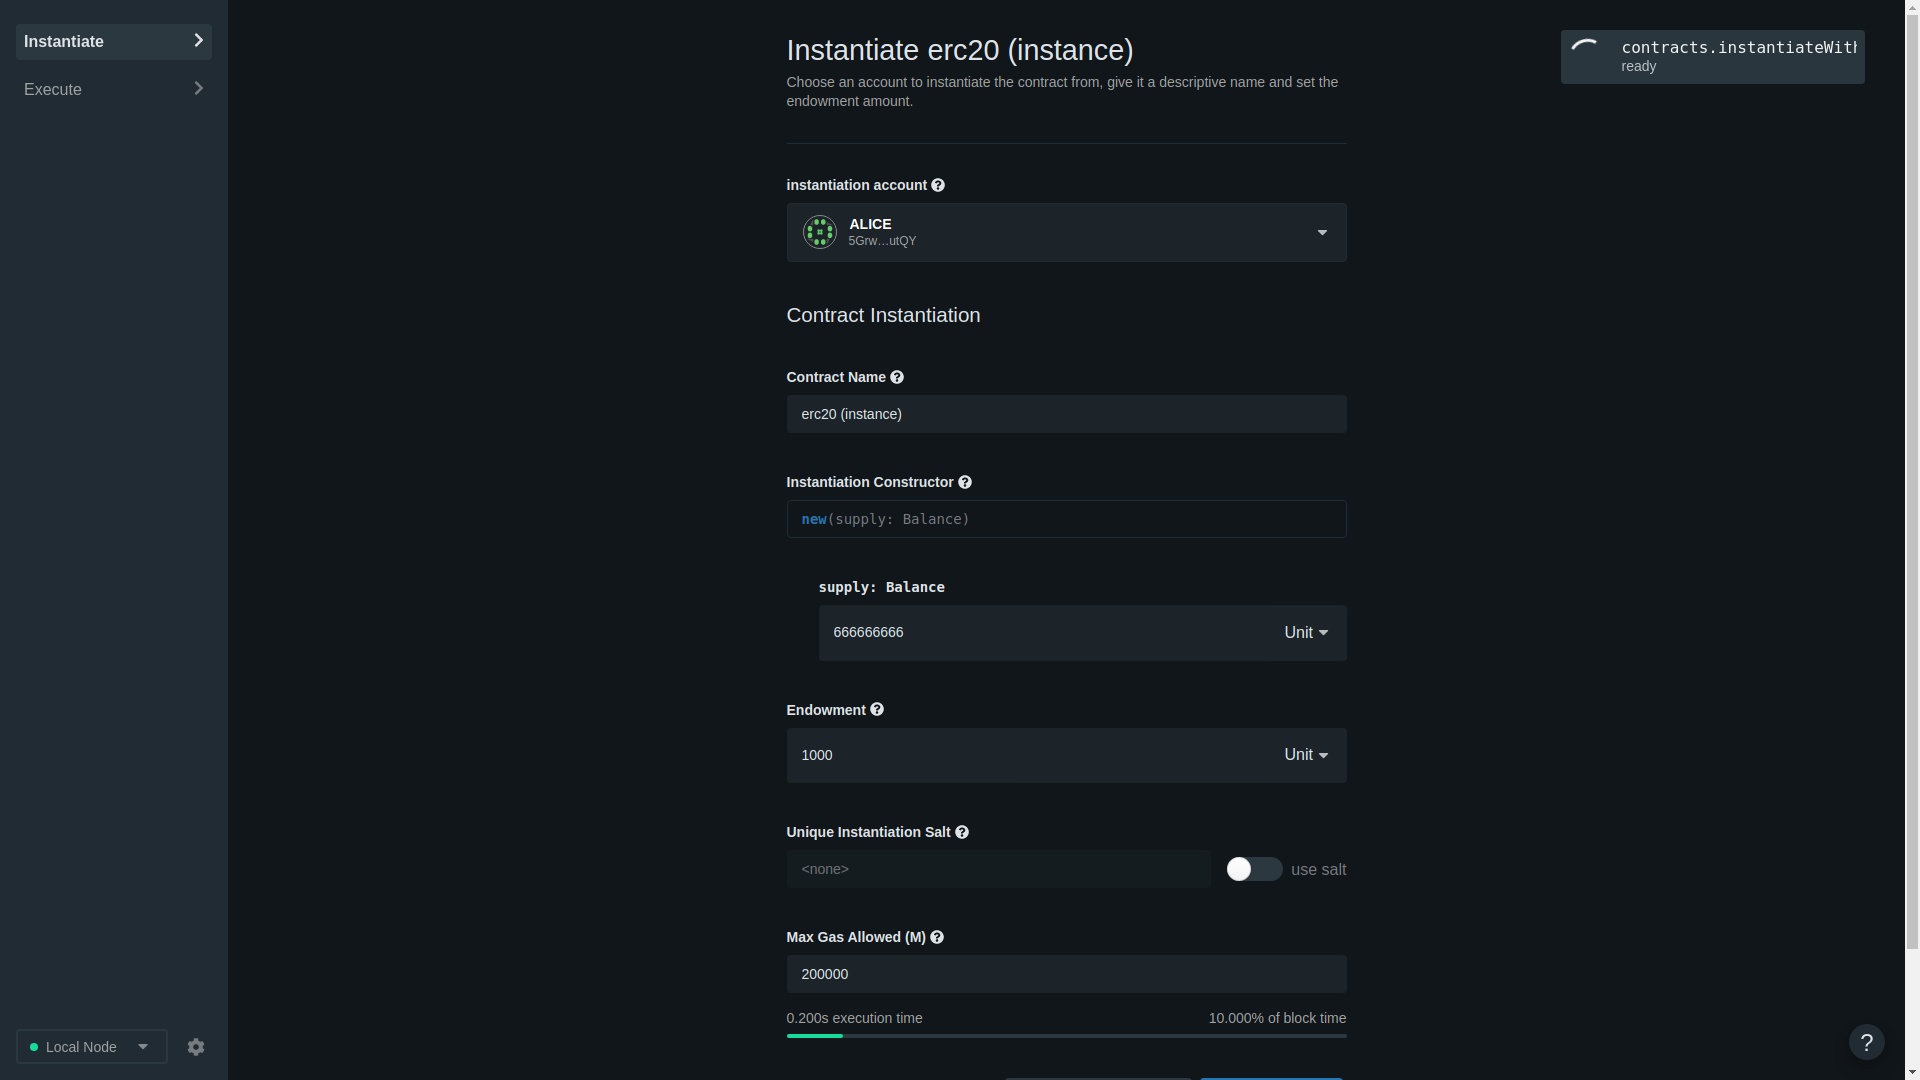 Instantiate
Execute
Local Node
Instantiate erc20 (instance)
Choose an account to instantiate the contract from, give it a descriptive name and set the
endowment amount.
instantiation account ?
ALICE
5Grw…utQY
Contract Instantiation
Contract Name ?
erc20 (instance)
Instantiation Constructor ?
new(supply: Balance)
supply: Balance
666666666
Unit
Endowment ?
1000
Unit
Unique Instantiation Salt ?
<none>
use salt
Max Gas Allowed (M) ?
200000
0.200s execution time
10.000% of block time
contracts.instantiateWith
ready
?